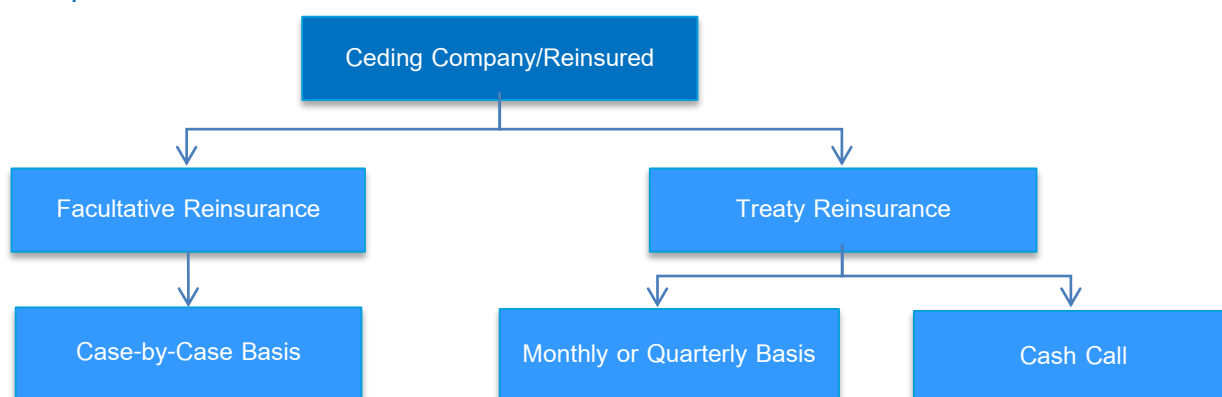 Ceding Company/Reinsured
Facultative Reinsurance
Treaty Reinsurance
Case-by-Case Basis
Monthly or Quarterly Basis
Cash Call